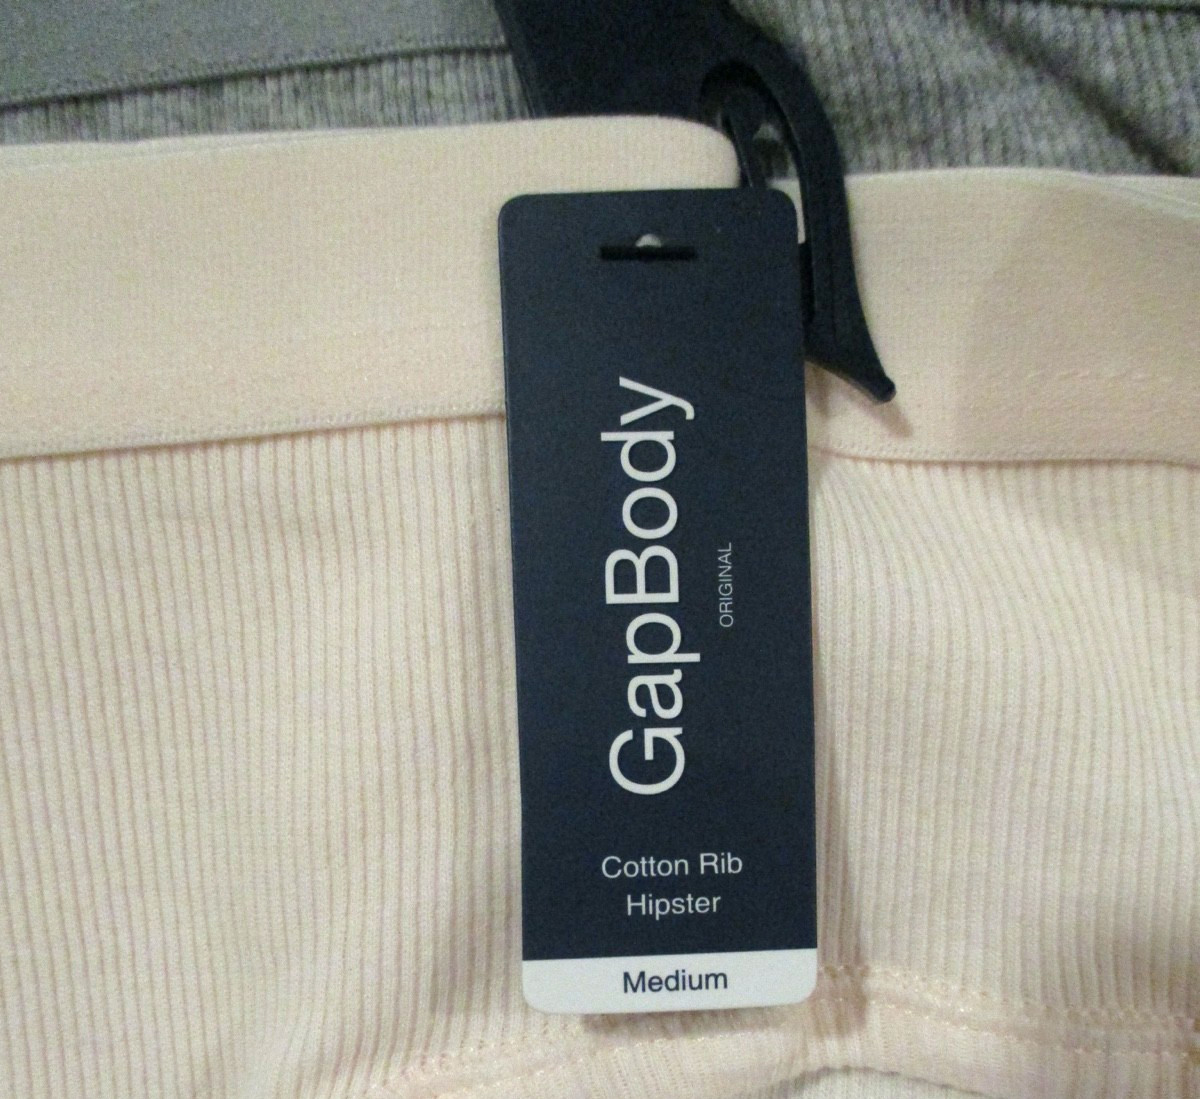 GapBody
ORIGINAL
Cotton Rib
Hipster
Medium